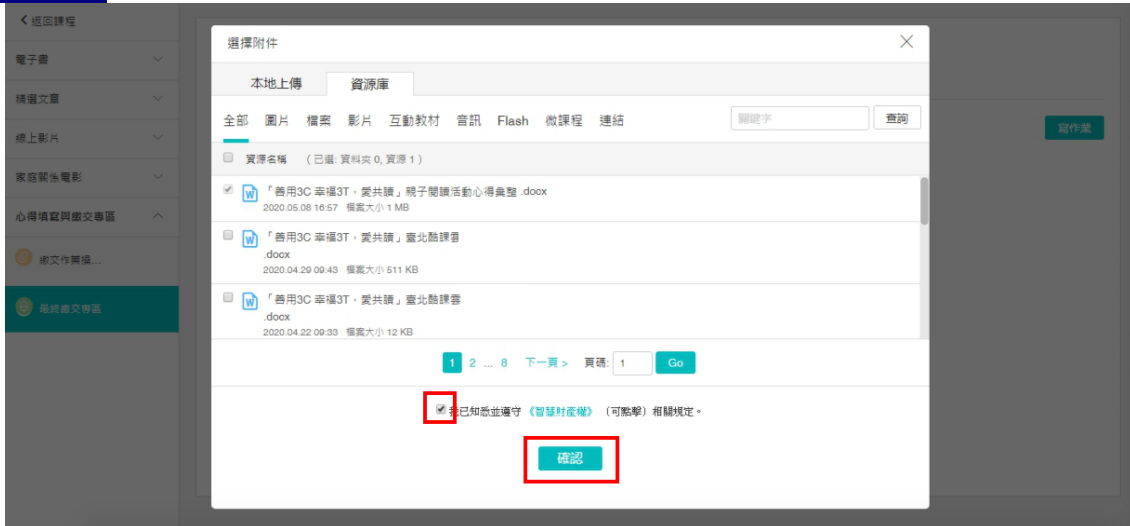 返回課程
電子書
精選文章
線上影片
家庭關係電影
心得填寫與繳交專區
繳交作業區...
最終繳交專區
選擇附件
本地上傳 資源庫
全部 圖片 檔案 影片 互動教材 音訊 Flash 微課程 連結 關鍵字 查詢
寫作業
資源名稱 (已選: 資料夾 0, 資源 1)
「善用3C 幸福3T，愛共讀」親子閱讀活動心得彙整 .docx
2020.05.08 16:57 檔案大小 1 MB
「善用3C 幸福3T，愛共讀」臺北酷課雲
.docx
2020.04.29 09:43 檔案大小 511 KB
「善用3C 幸福3T，愛共讀」臺北酷課雲
.docx
2020.04.22 09:33 檔案大小 12 KB
1 2 ... 8 下一頁 > 頁碼: 1 Go
我已知悉並遵守《智慧財產權》（可點擊）相關規定。
確認